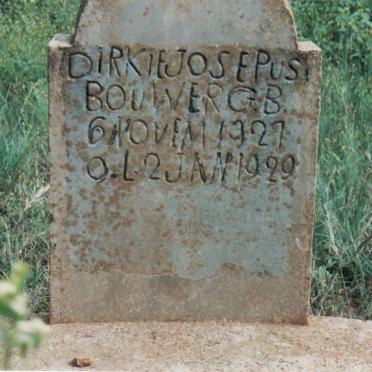 DIRKIE JOSEPUS
BOUWER G.B.
6 NOVEM 1927
O.L. 2 JAN 1929